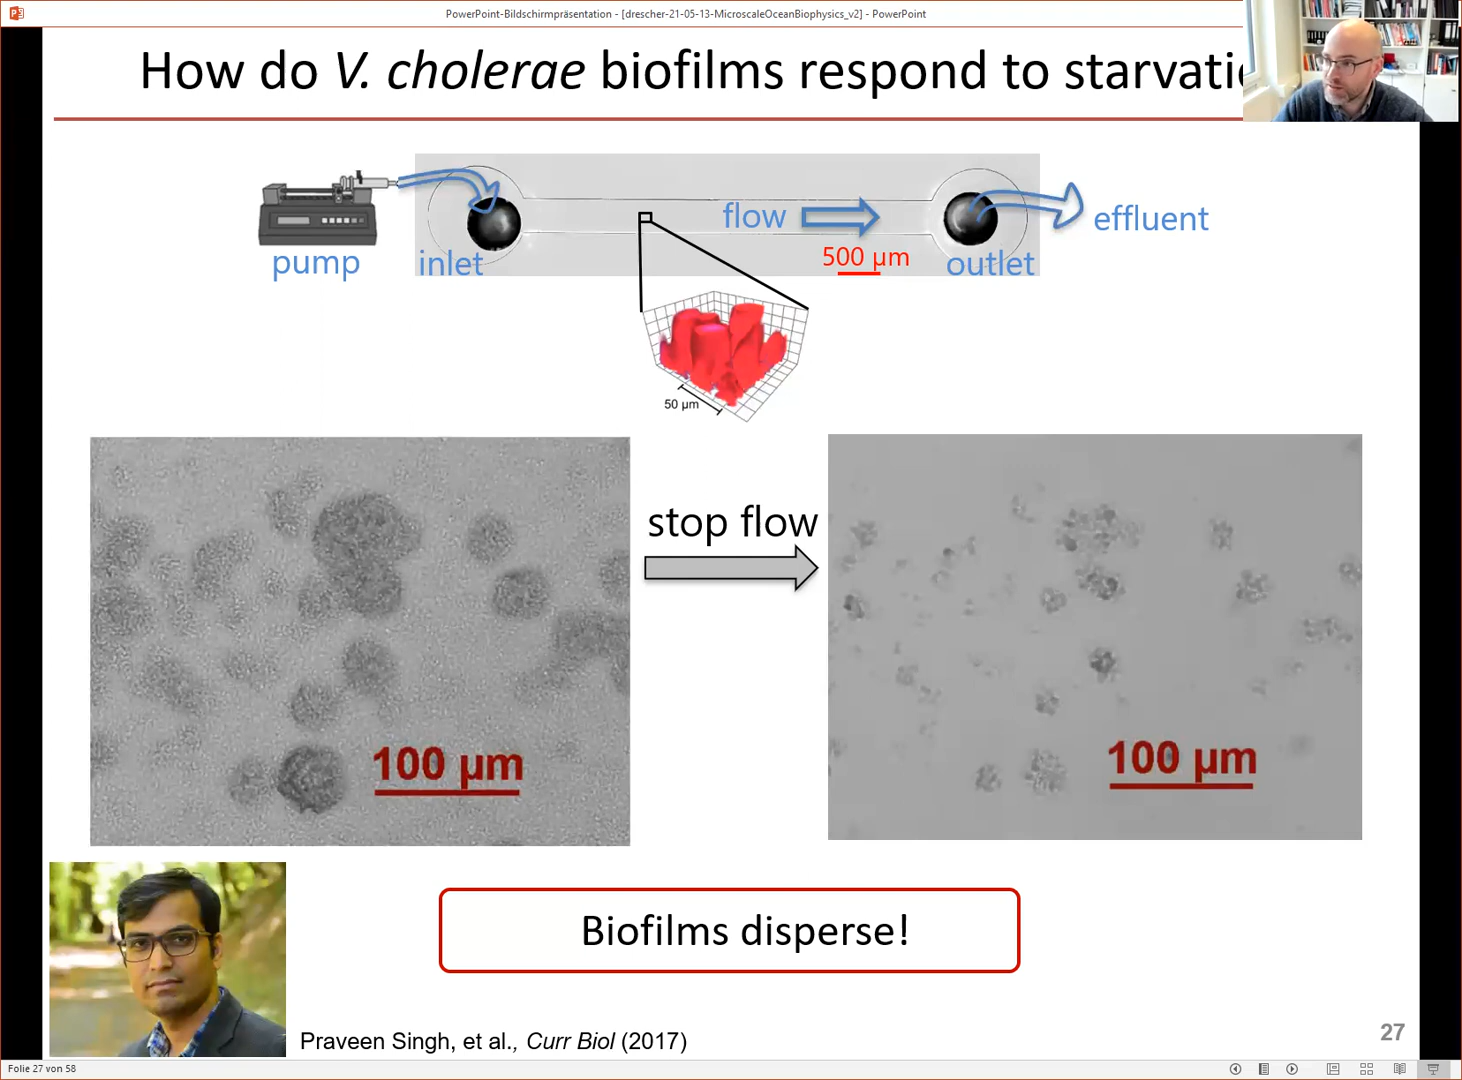 PowerPoint-Bildschirmpräsentation - [drescher-21-05-13-MicroscaleOceanBiophysics_v2] - PowerPoint
How do V. cholerae biofilms respond to starvati
flow
effluent
500 µm
pump
inlet
outlet
50 µm
stop flow
100 µm
100 µm
Biofilms disperse!
Praveen Singh, et al., Curr Biol (2017)
27
Folie 27 von 58